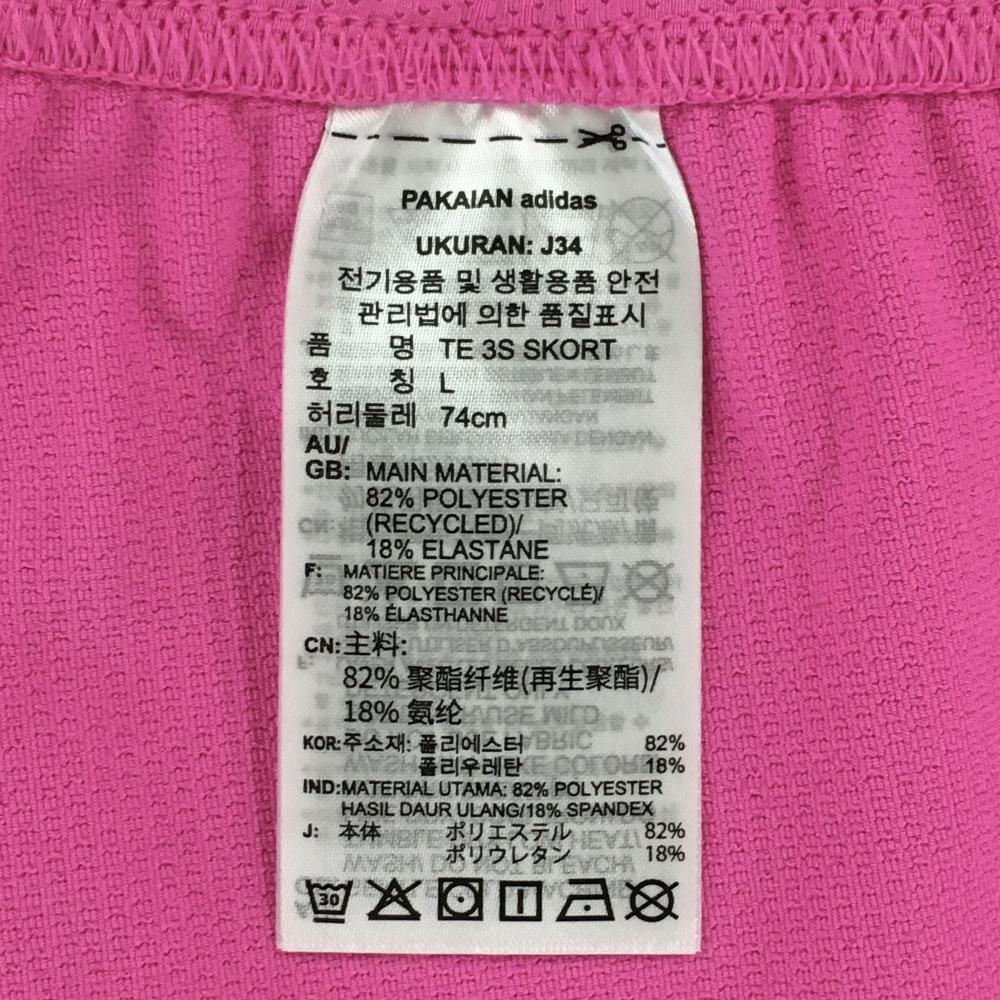 PAKAIAN adidas
UKURAN: J34
전기용품 및 생활용품 안전
관리법에 의한 품질표시
품 명 TE 3S SKORT
호 칭 L
허리둘레 74cm
AU/
GB: MAIN MATERIAL:
82% POLYESTER
(RECYCLED)/
18% ELASTANE
F: MATIERE PRINCIPALE:
82% POLYESTER (RECYCLÉ)/
18% ÉLASTHANNE
CN: 主料:
82% 聚酯纤维(再生聚酯)/
18% 氨纶
KOR: 주소재: 폴리에스터 82%
폴리우레탄 18%
IND: MATERIAL UTAMA: 82% POLYESTER
HASIL DAUR ULANG/18% SPANDEX
J: 本体 ポリエステル 82%
ポリウレタン 18%
30